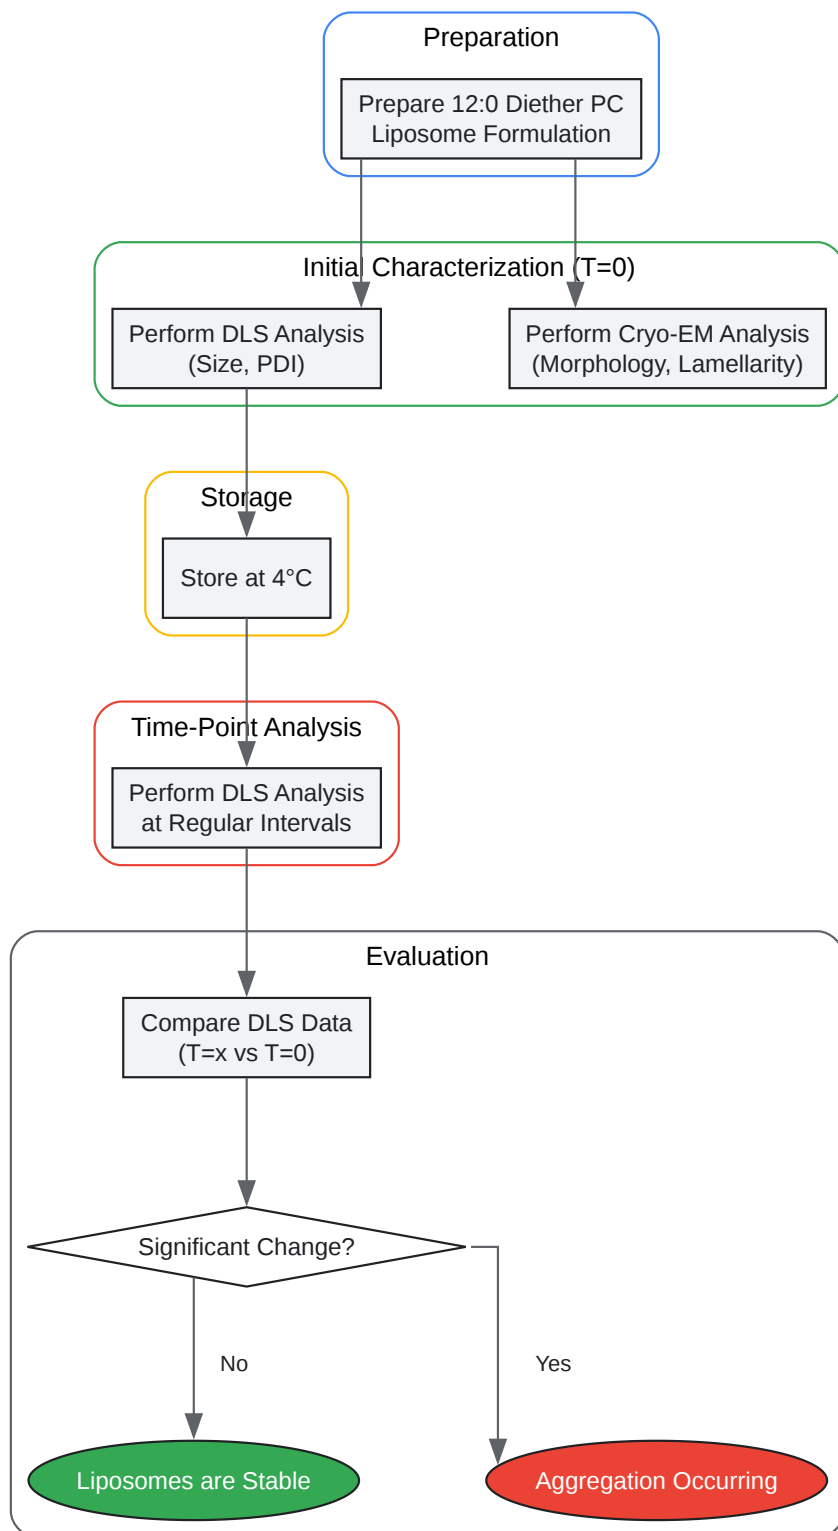 Preparation
Prepare 12:0 Diether PC
Liposome Formulation
Initial Characterization (T=0)
Perform DLS Analysis
(Size, PDI)
Perform Cryo-EM Analysis
(Morphology, Lamellarity)
Storage
Store at 4°C
Time-Point Analysis
Perform DLS Analysis
at Regular Intervals
Evaluation
Compare DLS Data
(T=x vs T=0)
Significant Change?
No
Yes
Liposomes are Stable
Aggregation Occurring